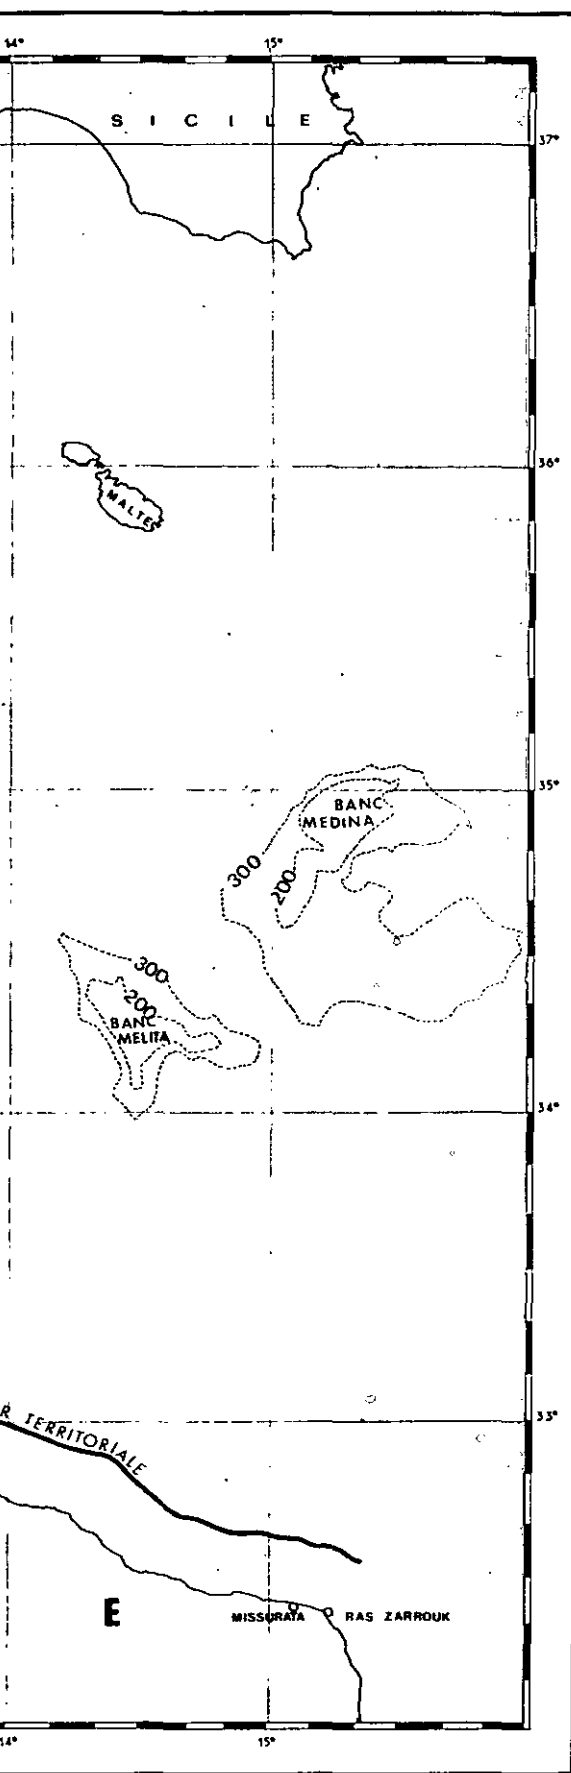 14° 15°
S I C I L E
37°
36°
MALTE
35°
BANC
MEDINA
300
200
300
200
BANC
MELITA
34°
33°
R TERRITORIALE
E
MISSURATA RAS ZARROUK
14° 15°